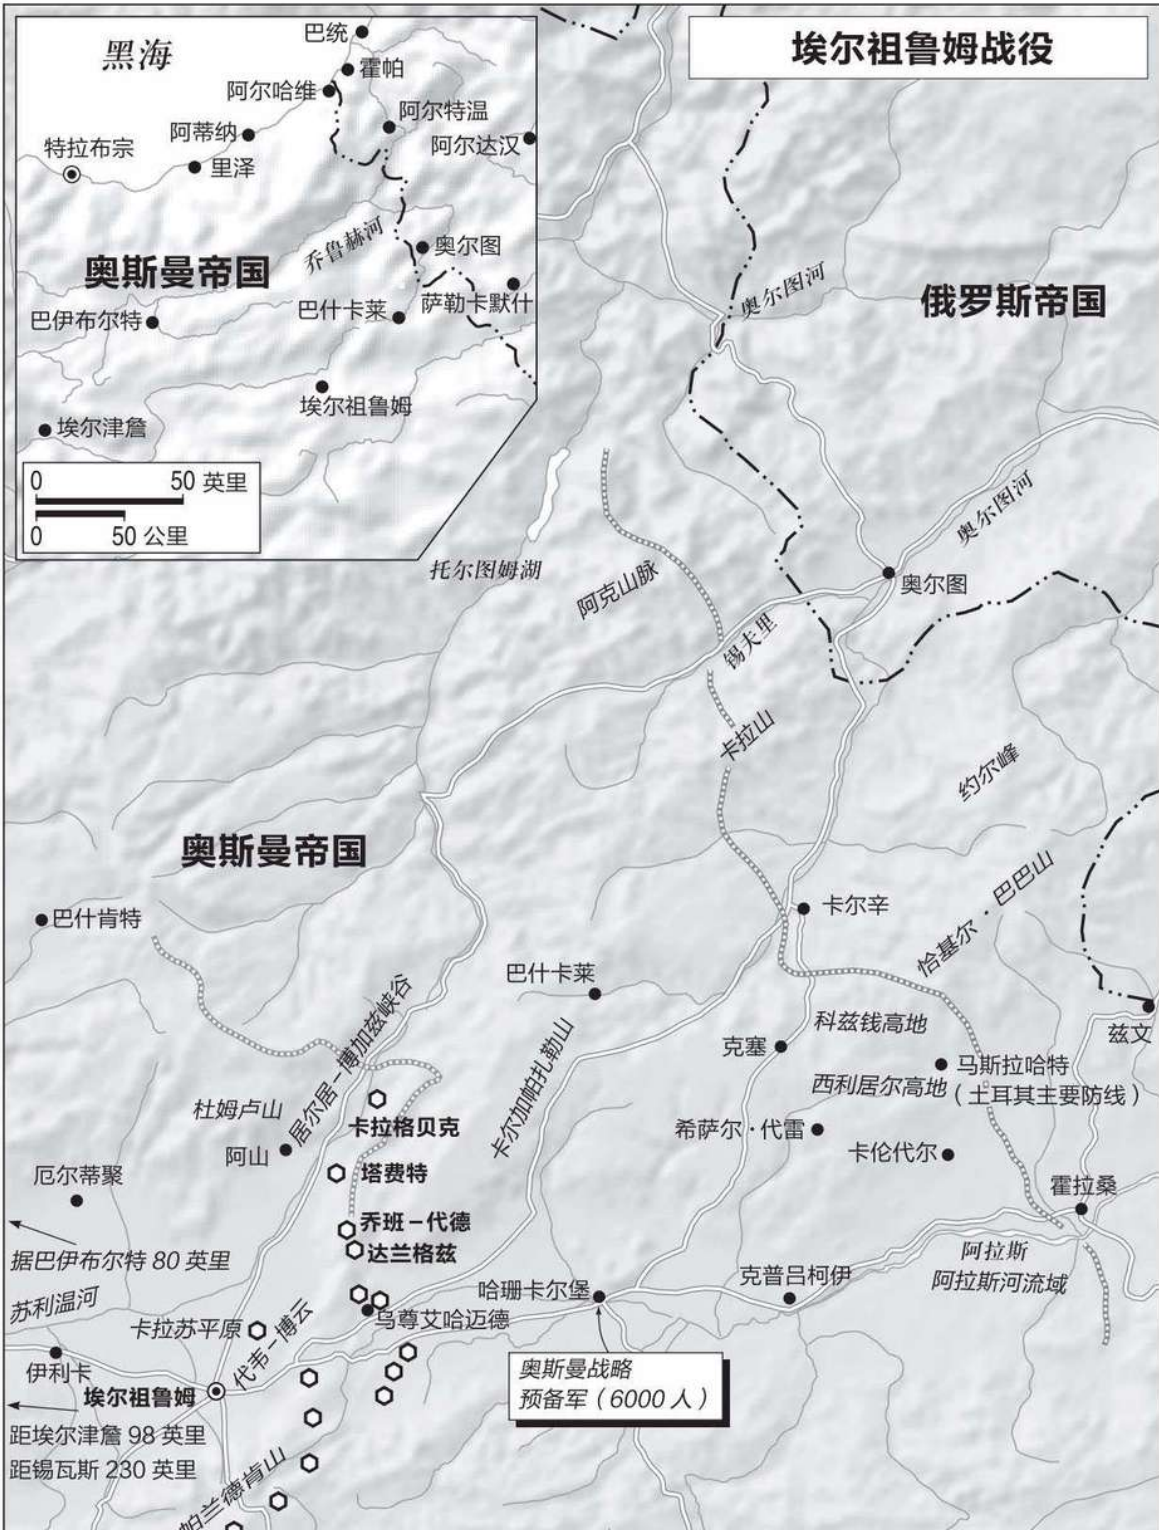 埃尔祖鲁姆战役
黑海
巴统
霍帕
阿尔哈维
阿尔特温
阿蒂纳
阿尔达汉
特拉布宗
里泽
乔鲁赫河
奥尔图
奥斯曼帝国
巴什卡莱
萨勒卡默什
巴伊布尔特
埃尔祖鲁姆
埃尔津詹
0 50 英里
0 50 公里
奥尔图河
俄罗斯帝国
奥尔图河
托尔图姆湖
阿克山脉
奥尔图
锡夫里
卡拉山
约尔峰
奥斯曼帝国
巴什肯特
卡尔辛
恰基尔·巴巴山
巴什卡莱
居尔居-博加兹峡谷
卡尔加帕扎勒山
科兹钱高地
兹文
克塞
马斯拉哈特
（土耳其主要防线）
西利居尔高地
杜姆卢山
卡拉格贝克
希萨尔·代雷
阿山
卡伦代尔
塔费特
厄尔蒂聚
霍拉桑
乔班-代德
达兰格兹
据巴伊布尔特 80 英里
阿拉斯
阿拉斯河流域
苏利温河
哈珊卡尔堡
克普吕柯伊
卡拉苏平原
乌尊艾哈迈德
代韦-博云
伊利卡
埃尔祖鲁姆
奥斯曼战略
预备军（6000 人）
距埃尔津詹 98 英里
距锡瓦斯 230 英里
帕兰德肯山